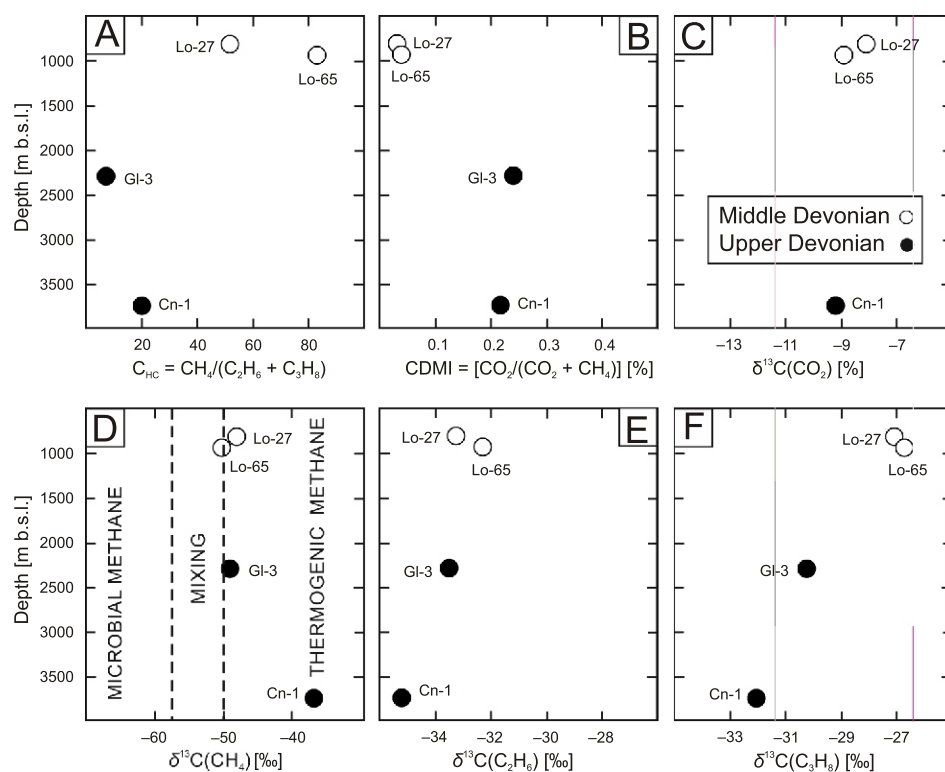 A
B
C
Depth [m b.s.l.]
1000
1500
2000
2500
3000
3500
Lo-27
Lo-65
Gl-3
Cn-1
20
40
60
80
C_HC = CH₄/(C₂H₆ + C₃H₈)
Lo-27
Lo-65
Gl-3
Cn-1
0.1
0.2
0.3
0.4
CDMI = [CO₂/(CO₂ + CH₄)] [%]
Lo-27
Lo-65
Middle Devonian
Upper Devonian
Cn-1
–13
–11
–9
–7
δ¹³C(CO₂) [%]
D
E
F
Depth [m b.s.l.]
1000
1500
2000
2500
3000
3500
MICROBIAL METHANE
MIXING
THERMOGENIC METHANE
Lo-27
Lo-65
Gl-3
Cn-1
–60
–50
–40
δ¹³C(CH₄) [‰]
Lo-27
Lo-65
Gl-3
Cn-1
–34
–32
–30
–28
δ¹³C(C₂H₆) [‰]
Lo-27
Lo-65
Gl-3
Cn-1
–33
–31
–29
–27
δ¹³C(C₃H₈) [‰]